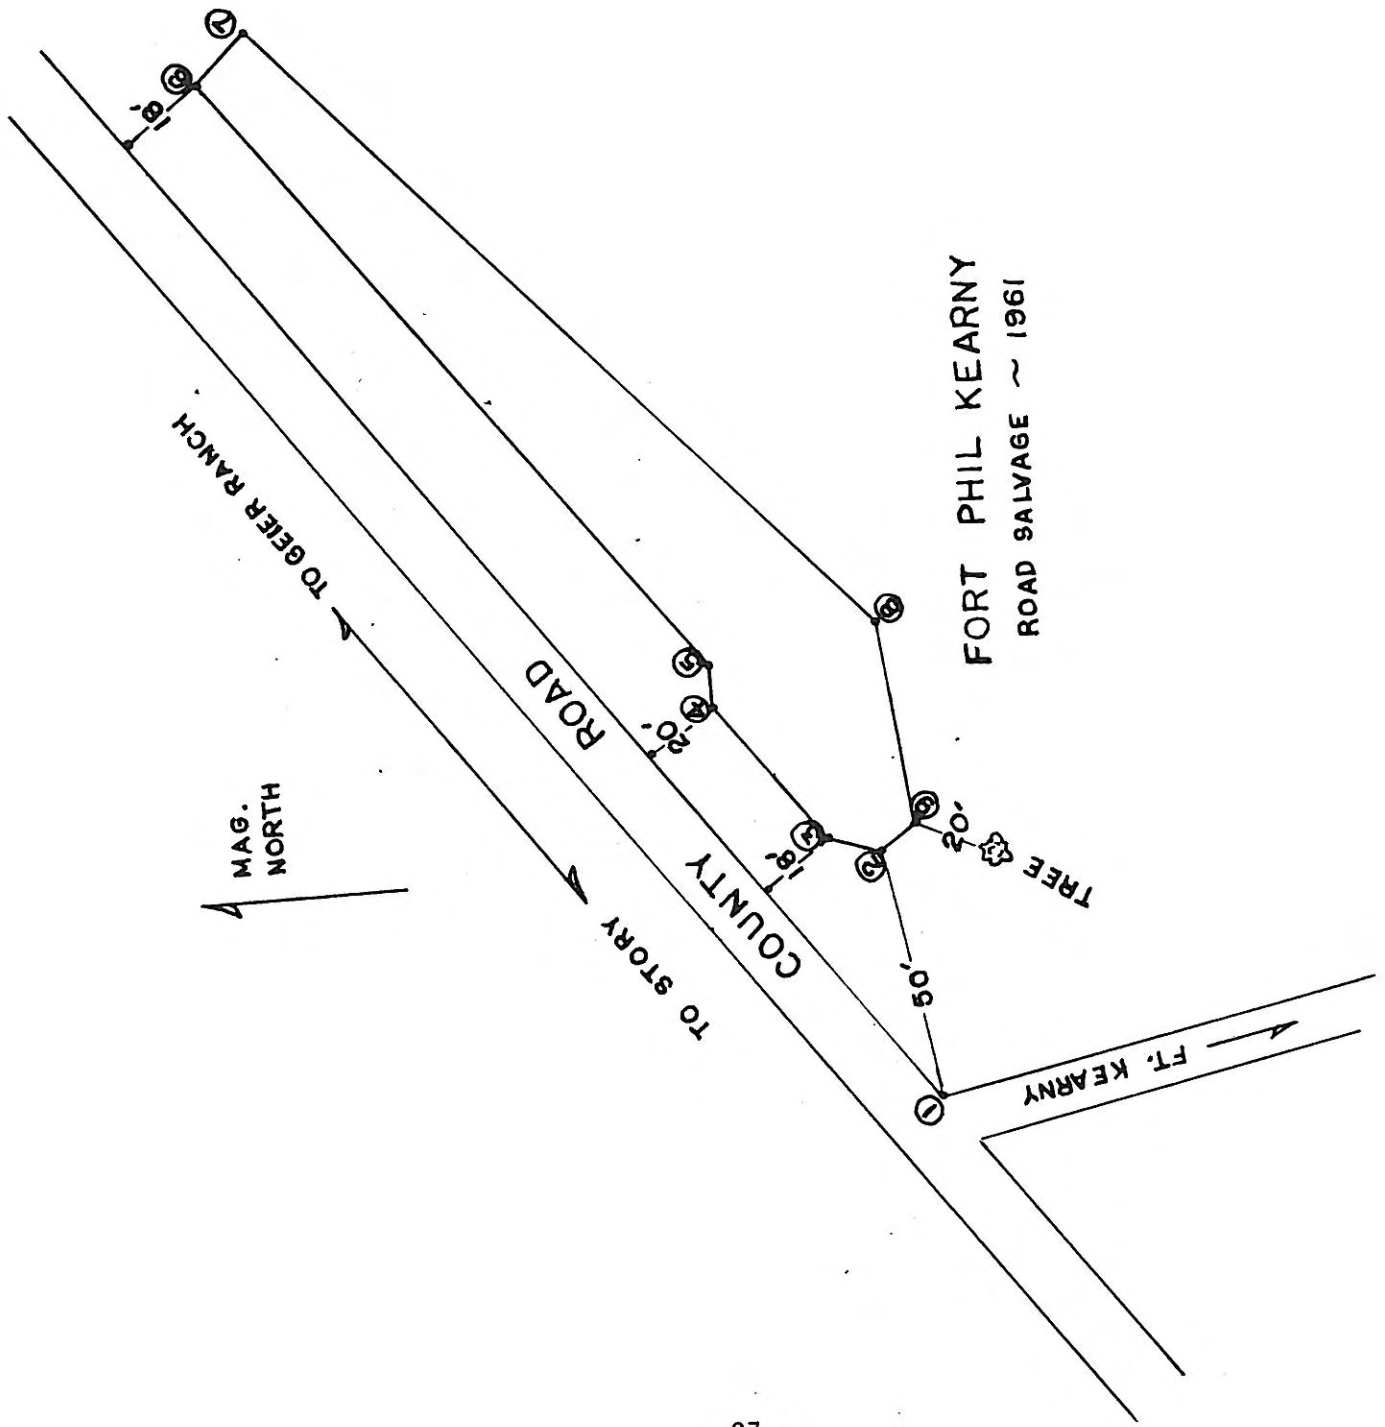 MAG.
NORTH
TO GEIER RANCH
TO STORY
COUNTY ROAD
FT. KEARNY
1
2
3
4
5
6
7
8
9
50'
18'
20'
18'
20'
TREE
FORT PHIL KEARNY
ROAD SALVAGE ~ 1961